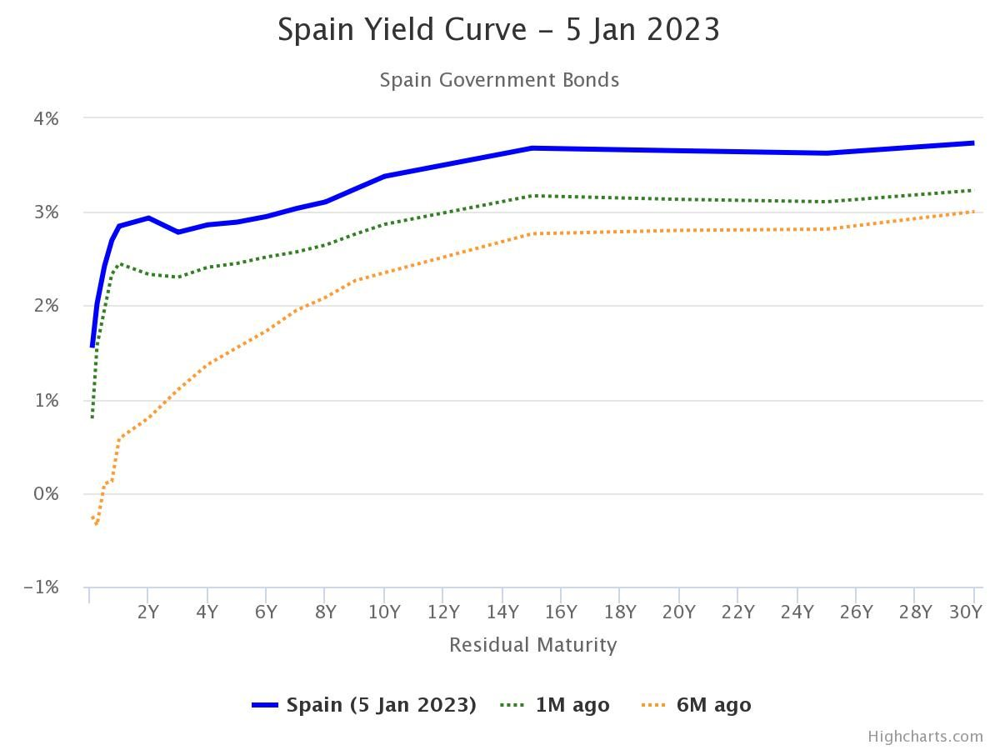 Spain Yield Curve - 5 Jan 2023
Spain Government Bonds
4%
3%
2%
1%
0%
-1%
2Y 4Y 6Y 8Y 10Y 12Y 14Y 16Y 18Y 20Y 22Y 24Y 26Y 28Y 30Y
Residual Maturity
Spain (5 Jan 2023) 1M ago 6M ago
Highcharts.com